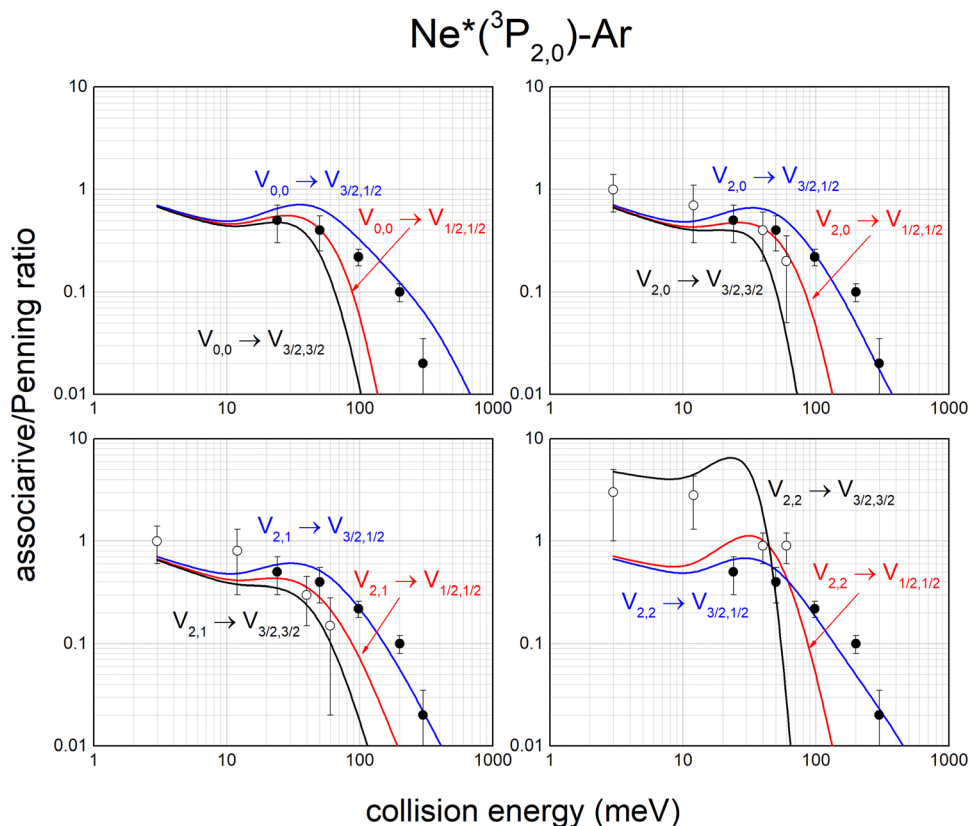 Ne*(³P₂,₀)-Ar
associarive/Penning ratio
10
1
0.1
0.01
1 10 100 1000
V₀,₀ → V₃/₂,₁/₂
V₀,₀ → V₁/₂,₁/₂
V₀,₀ → V₃/₂,₃/₂
10
1
0.1
0.01
1 10 100 1000
V₂,₀ → V₃/₂,₁/₂
V₂,₀ → V₁/₂,₁/₂
V₂,₀ → V₃/₂,₃/₂
10
1
0.1
0.01
1 10 100 1000
V₂,₁ → V₃/₂,₁/₂
V₂,₁ → V₁/₂,₁/₂
V₂,₁ → V₃/₂,₃/₂
10
1
0.1
0.01
1 10 100 1000
V₂,₂ → V₃/₂,₃/₂
V₂,₂ → V₁/₂,₁/₂
V₂,₂ → V₃/₂,₁/₂
collision energy (meV)